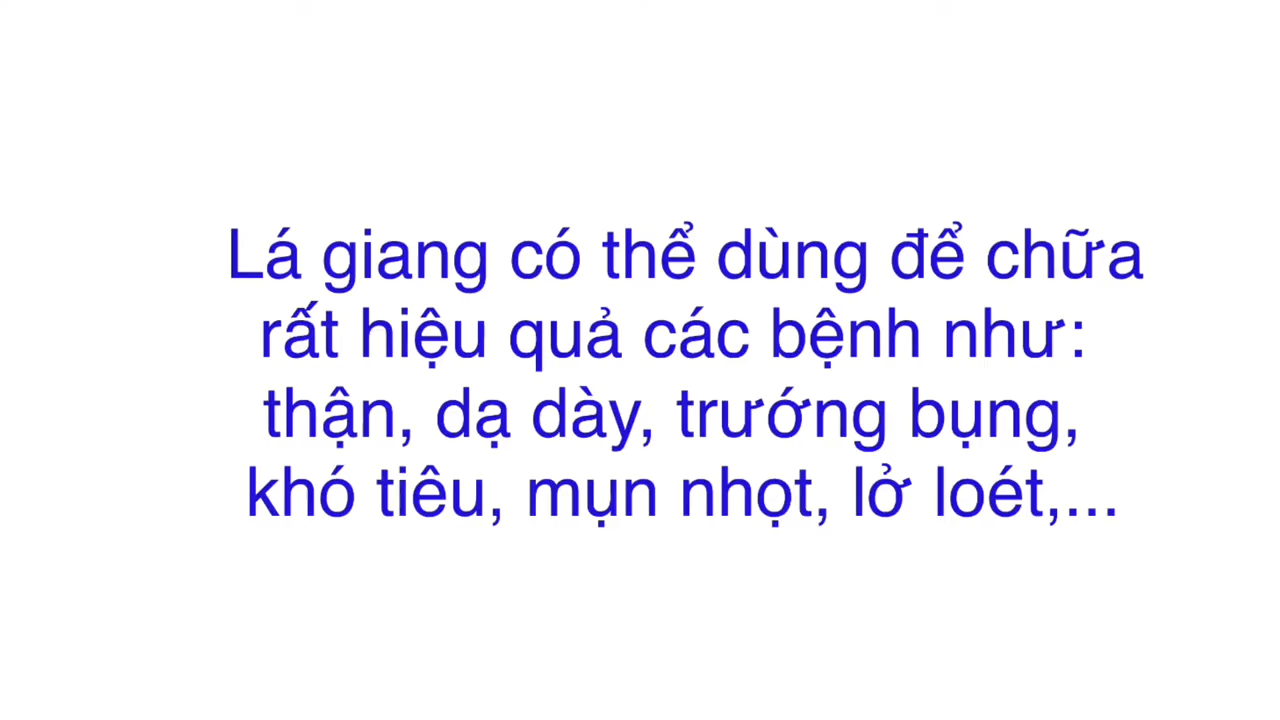 Lá giang có thể dùng để chữa
rất hiệu quả các bệnh như:
thận, dạ dày, trướng bụng,
khó tiêu, mụn nhọt, lở loét,...